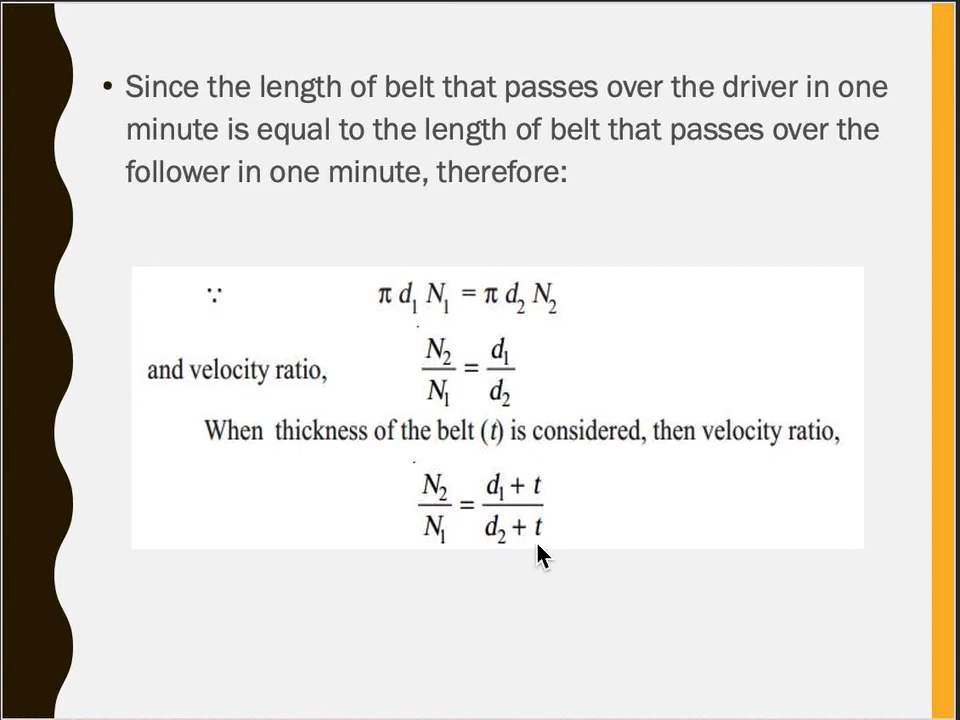 • Since the length of belt that passes over the driver in one
minute is equal to the length of belt that passes over the
follower in one minute, therefore:
∵ π d₁ N₁ = π d₂ N₂
and velocity ratio, N₂/N₁ = d₁/d₂
When thickness of the belt (t) is considered, then velocity ratio,
N₂/N₁ = (d₁ + t)/(d₂ + t)